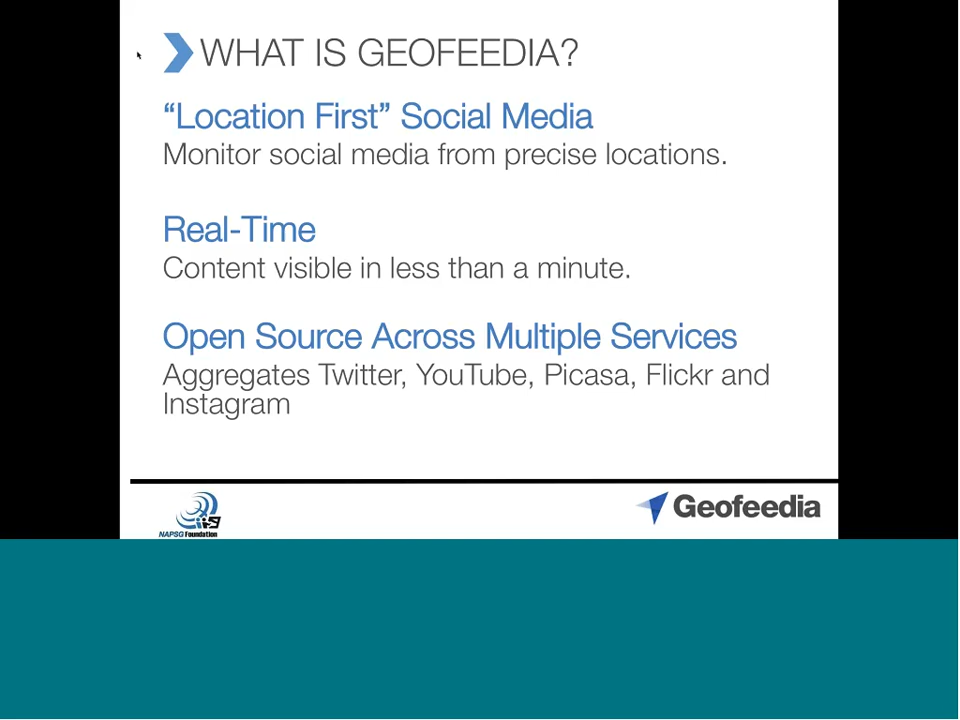 WHAT IS GEOFEEDIA?
“Location First” Social Media
Monitor social media from precise locations.
Real-Time
Content visible in less than a minute.
Open Source Across Multiple Services
Aggregates Twitter, YouTube, Picasa, Flickr and
Instagram
NAPSG Foundation
Geofeedia